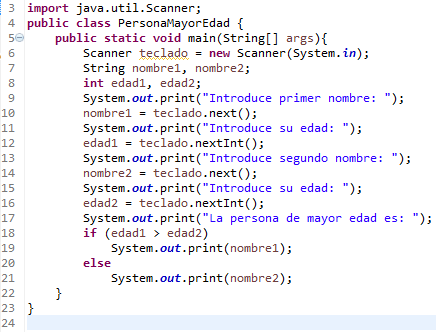 3 import java.util.Scanner;
4 public class PersonaMayorEdad {
5 public static void main(String[] args){
6 Scanner teclado = new Scanner(System.in);
7 String nombre1, nombre2;
8 int edad1, edad2;
9 System.out.print("Introduce primer nombre: ");
10 nombre1 = teclado.next();
11 System.out.print("Introduce su edad: ");
12 edad1 = teclado.nextInt();
13 System.out.print("Introduce segundo nombre: ");
14 nombre2 = teclado.next();
15 System.out.print("Introduce su edad: ");
16 edad2 = teclado.nextInt();
17 System.out.print("La persona de mayor edad es: ");
18 if (edad1 > edad2)
19 System.out.print(nombre1);
20 else
21 System.out.print(nombre2);
22 }
23 }
24